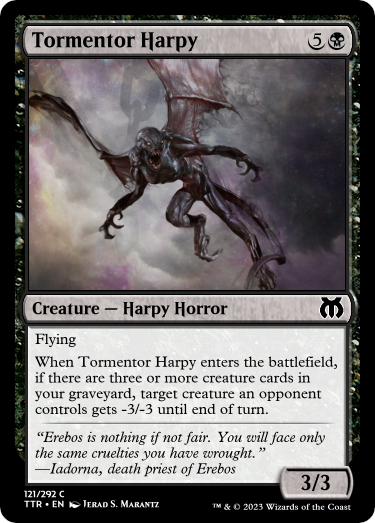 Tormentor Harpy 5
Creature — Harpy Horror
Flying
When Tormentor Harpy enters the battlefield,
if there are three or more creature cards in
your graveyard, target creature an opponent
controls gets -3/-3 until end of turn.
“Erebos is nothing if not fair. You will face only
the same cruelties you have wrought.”
—Iadorna, death priest of Erebos
3/3
121/292 C
TTR • EN Jerad S. Marantz
™ & © 2023 Wizards of the Coast